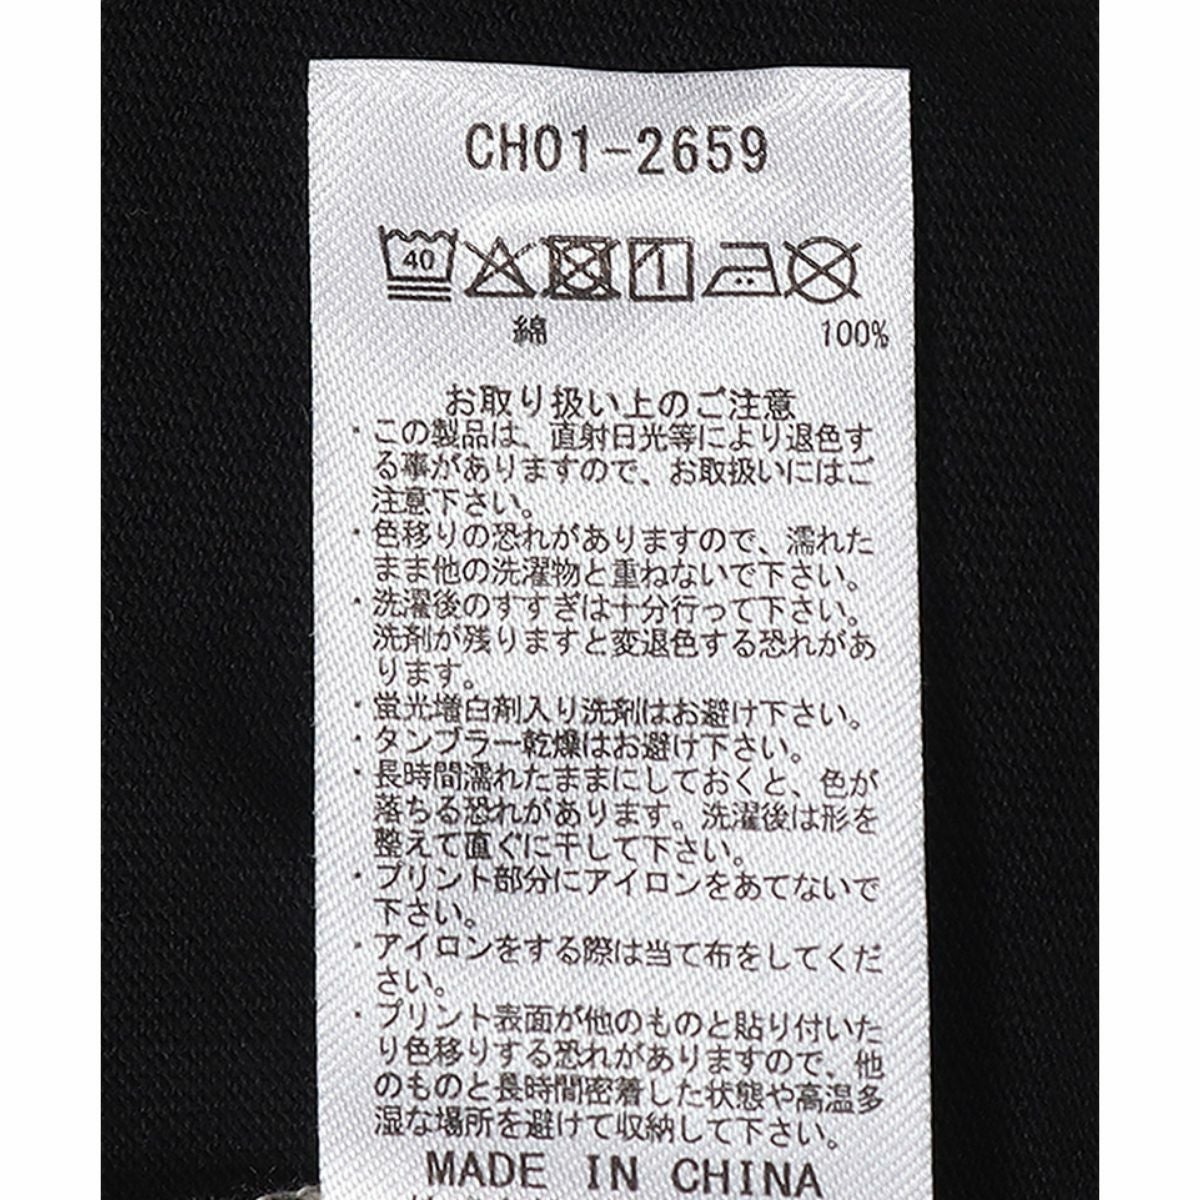 CH01-2659
40
綿 100%
お取り扱い上のご注意
・この製品は、直射日光等により退色す
る事がありますので、お取扱いにはご
注意下さい。
・色移りの恐れがありますので、濡れた
まま他の洗濯物と重ねないで下さい。
・洗濯後のすすぎは十分行って下さい。
洗剤が残りますと変退色する恐れがあ
ります。
・蛍光増白剤入り洗剤はお避け下さい。
・タンブラー乾燥はお避け下さい。
・長時間濡れたままにしておくと、色が
落ちる恐れがあります。洗濯後は形を
整えて直ぐに干して下さい。
・プリント部分にアイロンをあてないで
下さい。
・アイロンをする際は当て布をしてくだ
さい。
・プリント表面が他のものと貼り付いた
り色移りする恐れがありますので、他
のものと長時間密着した状態や高温多
湿な場所を避けて収納して下さい。
MADE IN CHINA